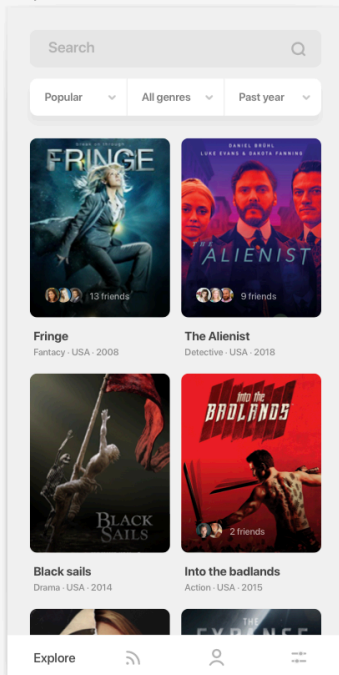 Search
Popular
All genres
Past year
FRINGE
13 friends
DANIEL BRÜHL
LUKE EVANS & DAKOTA FANNING
THE
ALIENIST
9 friends
Fringe
Fantacy · USA · 2008
The Alienist
Detective · USA · 2018
BLACK
SAILS
into the
BADLANDS
2 friends
Black sails
Drama · USA · 2014
Into the badlands
Action · USA · 2015
THE
EXPANSE
Explore